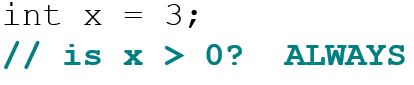 int x = 3;
// is x > 0?  ALWAYS